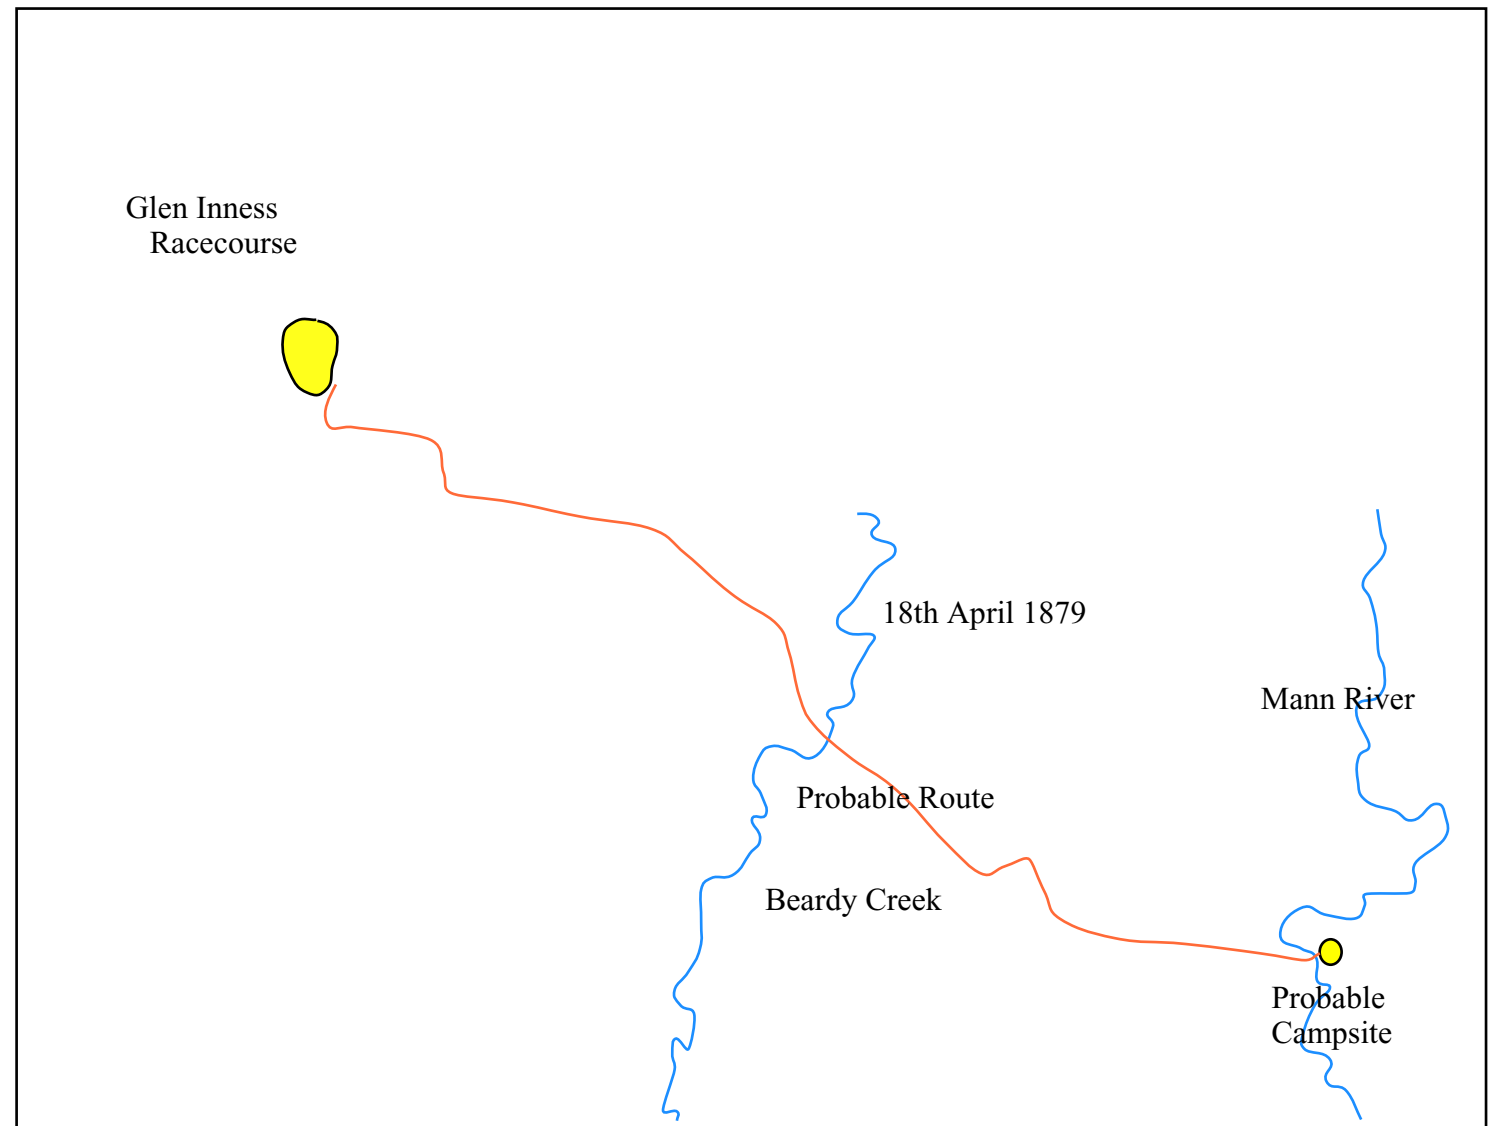 Glen Inness
Racecourse
18th April 1879
Mann River
Probable Route
Beardy Creek
Probable
Campsite